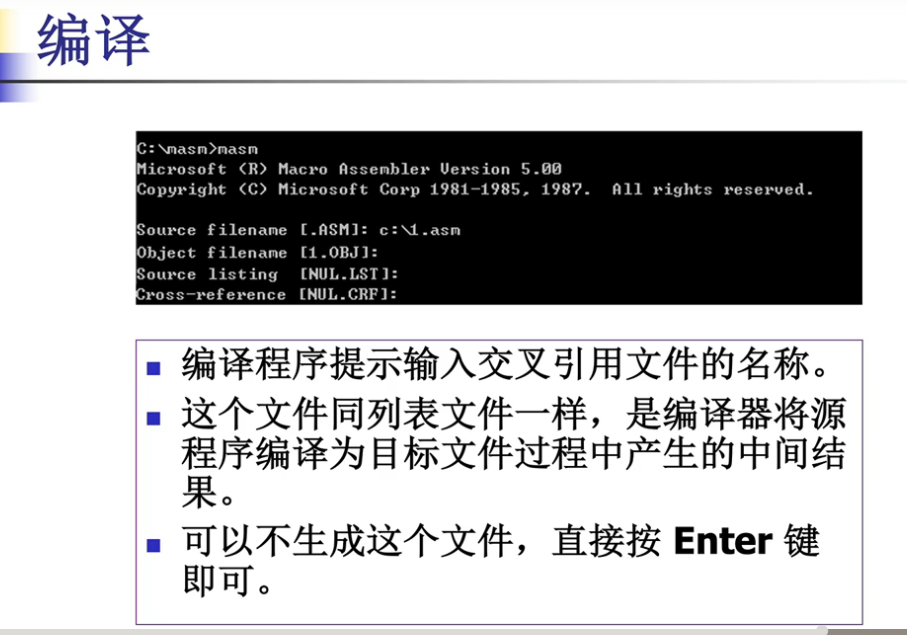 编译
C:\masm>masm
Microsoft (R) Macro Assembler Version 5.00
Copyright (C) Microsoft Corp 1981-1985, 1987.  All rights reserved.
Source filename [.ASM]: c:\1.asm
Object filename [1.OBJ]:
Source listing  [NUL.LST]:
Cross-reference [NUL.CRF]:
编译程序提示输入交叉引用文件的名称。
这个文件同列表文件一样，是编译器将源
程序编译为目标文件过程中产生的中间结
果。
可以不生成这个文件，直接按 Enter 键
即可。